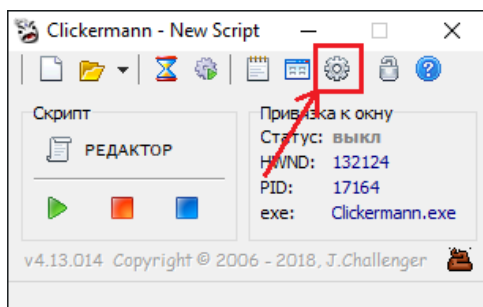 Clickermann - New Script
Скрипт
РЕДАКТОР
Привязка к окну
Статус: выкл
HWND: 132124
PID: 17164
exe: Clickermann.exe
v4.13.014 Copyright © 2006 - 2018, J.Challenger